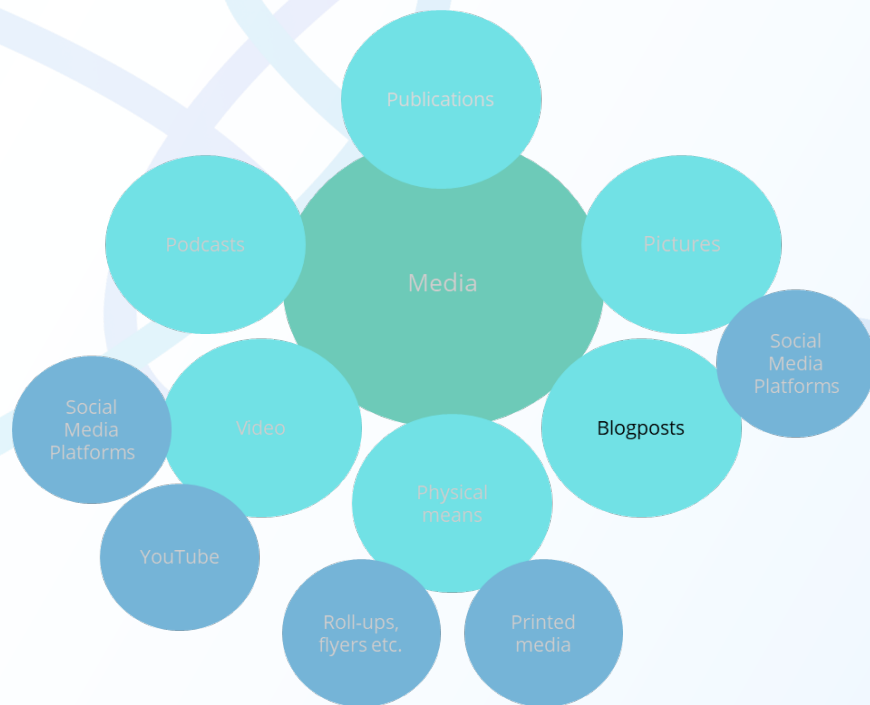 Publications
Podcasts
Pictures
Media
Social
Media
Platforms
Social
Media
Platforms
Video
Blogposts
Physical
means
YouTube
Roll-ups,
flyers etc.
Printed
media